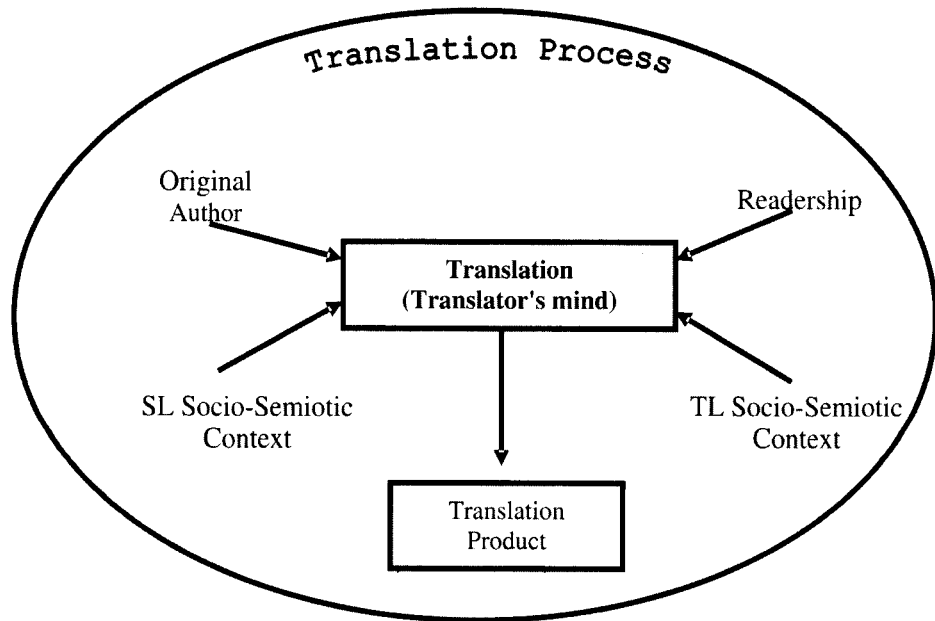 Translation Process
Original
Author
Readership
Translation
(Translator's mind)
SL Socio-Semiotic
Context
TL Socio-Semiotic
Context
Translation
Product